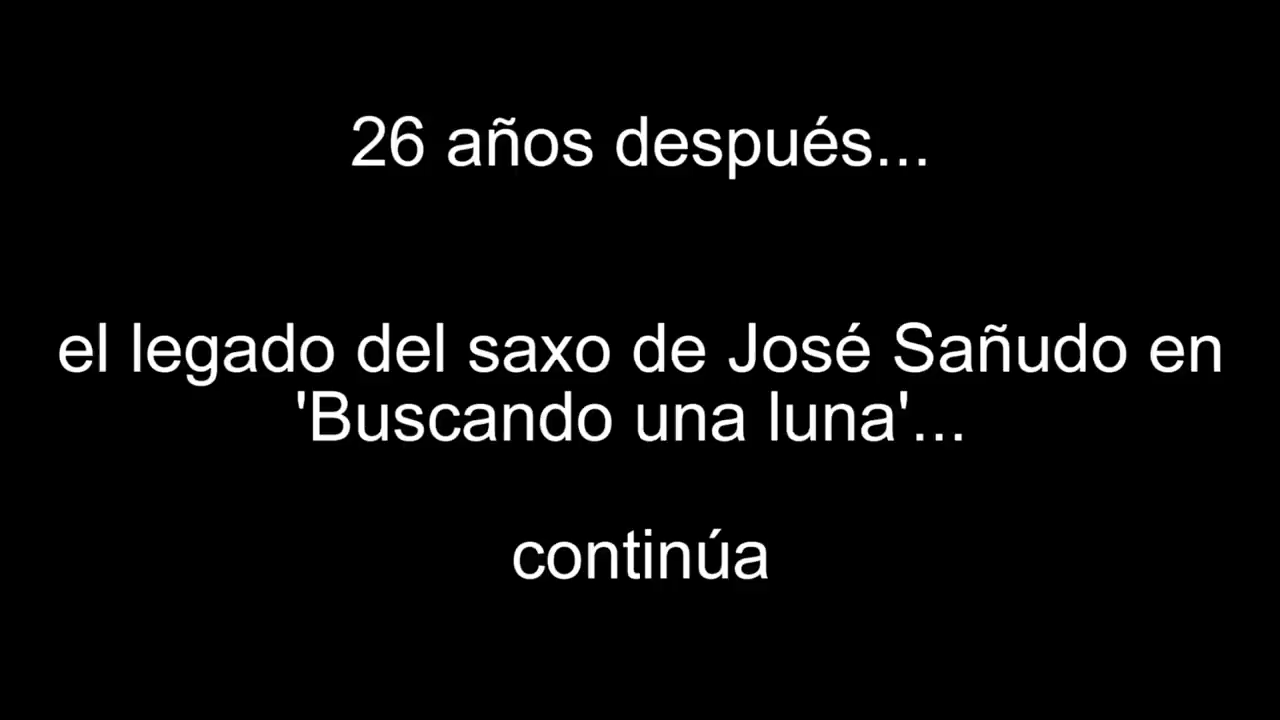 26 años después...
el legado del saxo de José Sañudo en
'Buscando una luna'...
continúa